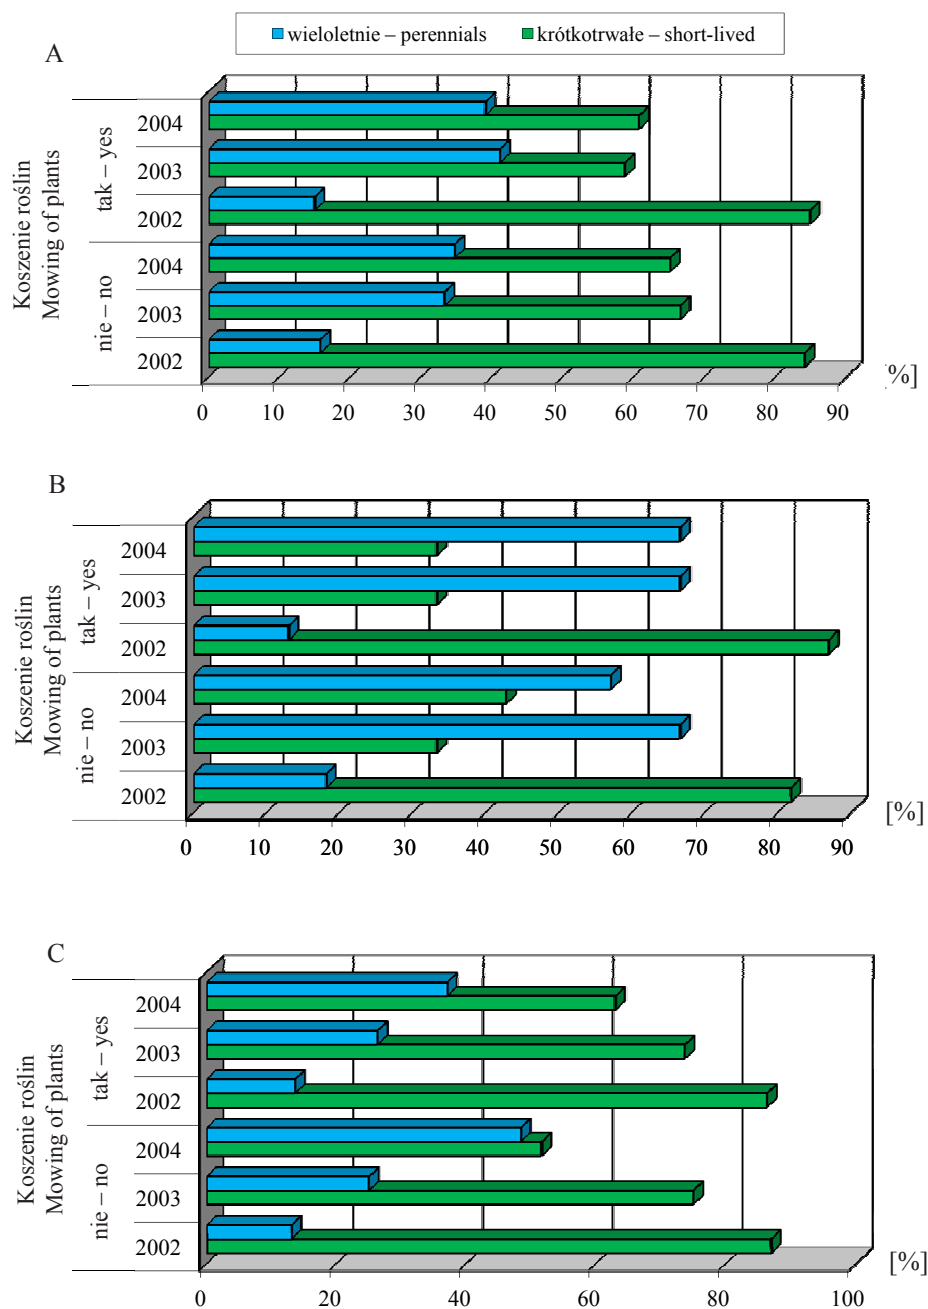 wieloletnie – perennials krótkotrwałe – short-lived
A
Koszenie roślin
Mowing of plants
tak – yes
nie – no
2004
2003
2002
2004
2003
2002
[%]
0 10 20 30 40 50 60 70 80 90
B
Koszenie roślin
Mowing of plants
tak – yes
nie – no
2004
2003
2002
2004
2003
2002
[%]
0 10 20 30 40 50 60 70 80 90
C
Koszenie roślin
Mowing of plants
tak – yes
nie – no
2004
2003
2002
2004
2003
2002
[%]
0 20 40 60 80 100